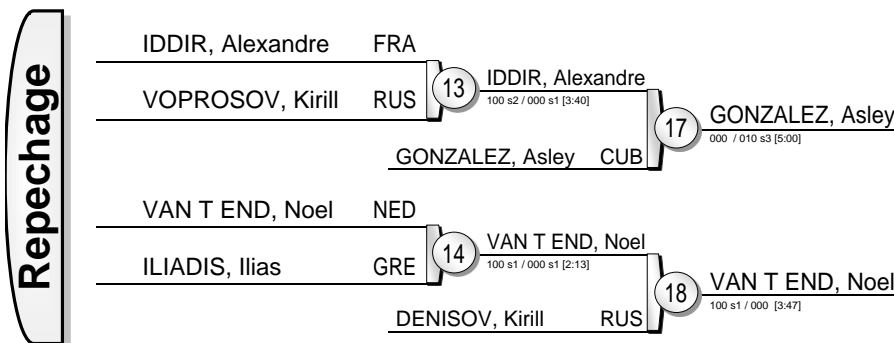 Repechage
IDDIR, Alexandre FRA
VOPROSOV, Kirill RUS
13
IDDIR, Alexandre
100 s2 / 000 s1 [3:40]
GONZALEZ, Asley CUB
17
GONZALEZ, Asley
000 / 010 s3 [5:00]
VAN T END, Noel NED
ILIADIS, Ilias GRE
14
VAN T END, Noel
100 s1 / 000 s1 [2:13]
DENISOV, Kirill RUS
18
VAN T END, Noel
100 s1 / 000 [3:47]